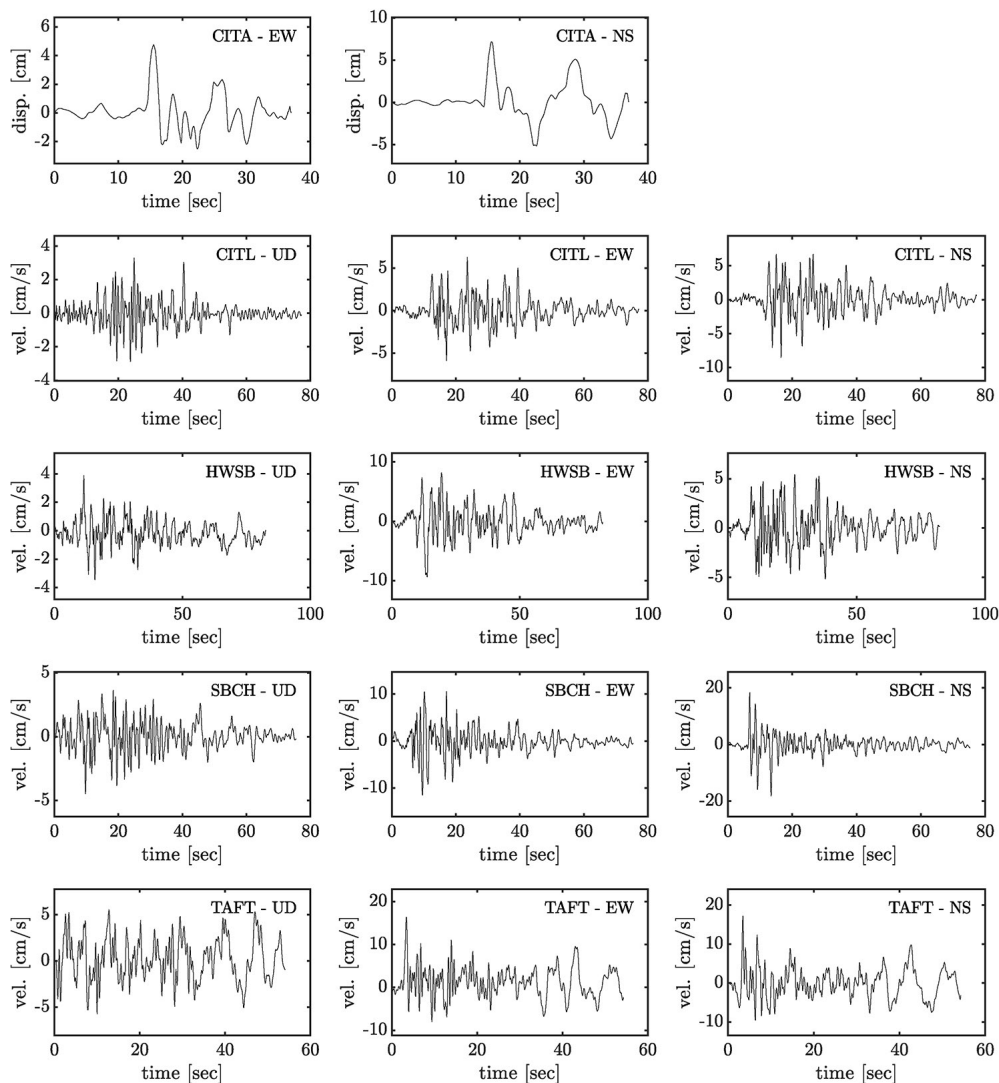 CITA - EW
disp. [cm]
6
4
2
0
-2
0 10 20 30 40
time [sec]
CITA - NS
disp. [cm]
10
5
0
-5
0 10 20 30 40
time [sec]
CITL - UD
vel. [cm/s]
4
2
0
-2
-4
0 20 40 60 80
time [sec]
CITL - EW
vel. [cm/s]
5
0
-5
0 20 40 60 80
time [sec]
CITL - NS
vel. [cm/s]
5
0
-5
-10
0 20 40 60 80
time [sec]
HWSB - UD
vel. [cm/s]
4
2
0
-2
-4
0 50 100
time [sec]
HWSB - EW
vel. [cm/s]
10
0
-10
0 50 100
time [sec]
HWSB - NS
vel. [cm/s]
5
0
-5
0 50 100
time [sec]
SBCH - UD
vel. [cm/s]
5
0
-5
0 20 40 60 80
time [sec]
SBCH - EW
vel. [cm/s]
10
0
-10
0 20 40 60 80
time [sec]
SBCH - NS
vel. [cm/s]
20
0
-20
0 20 40 60 80
time [sec]
TAFT - UD
vel. [cm/s]
5
0
-5
0 20 40 60
time [sec]
TAFT - EW
vel. [cm/s]
20
10
0
-10
0 20 40 60
time [sec]
TAFT - NS
vel. [cm/s]
20
10
0
-10
0 20 40 60
time [sec]